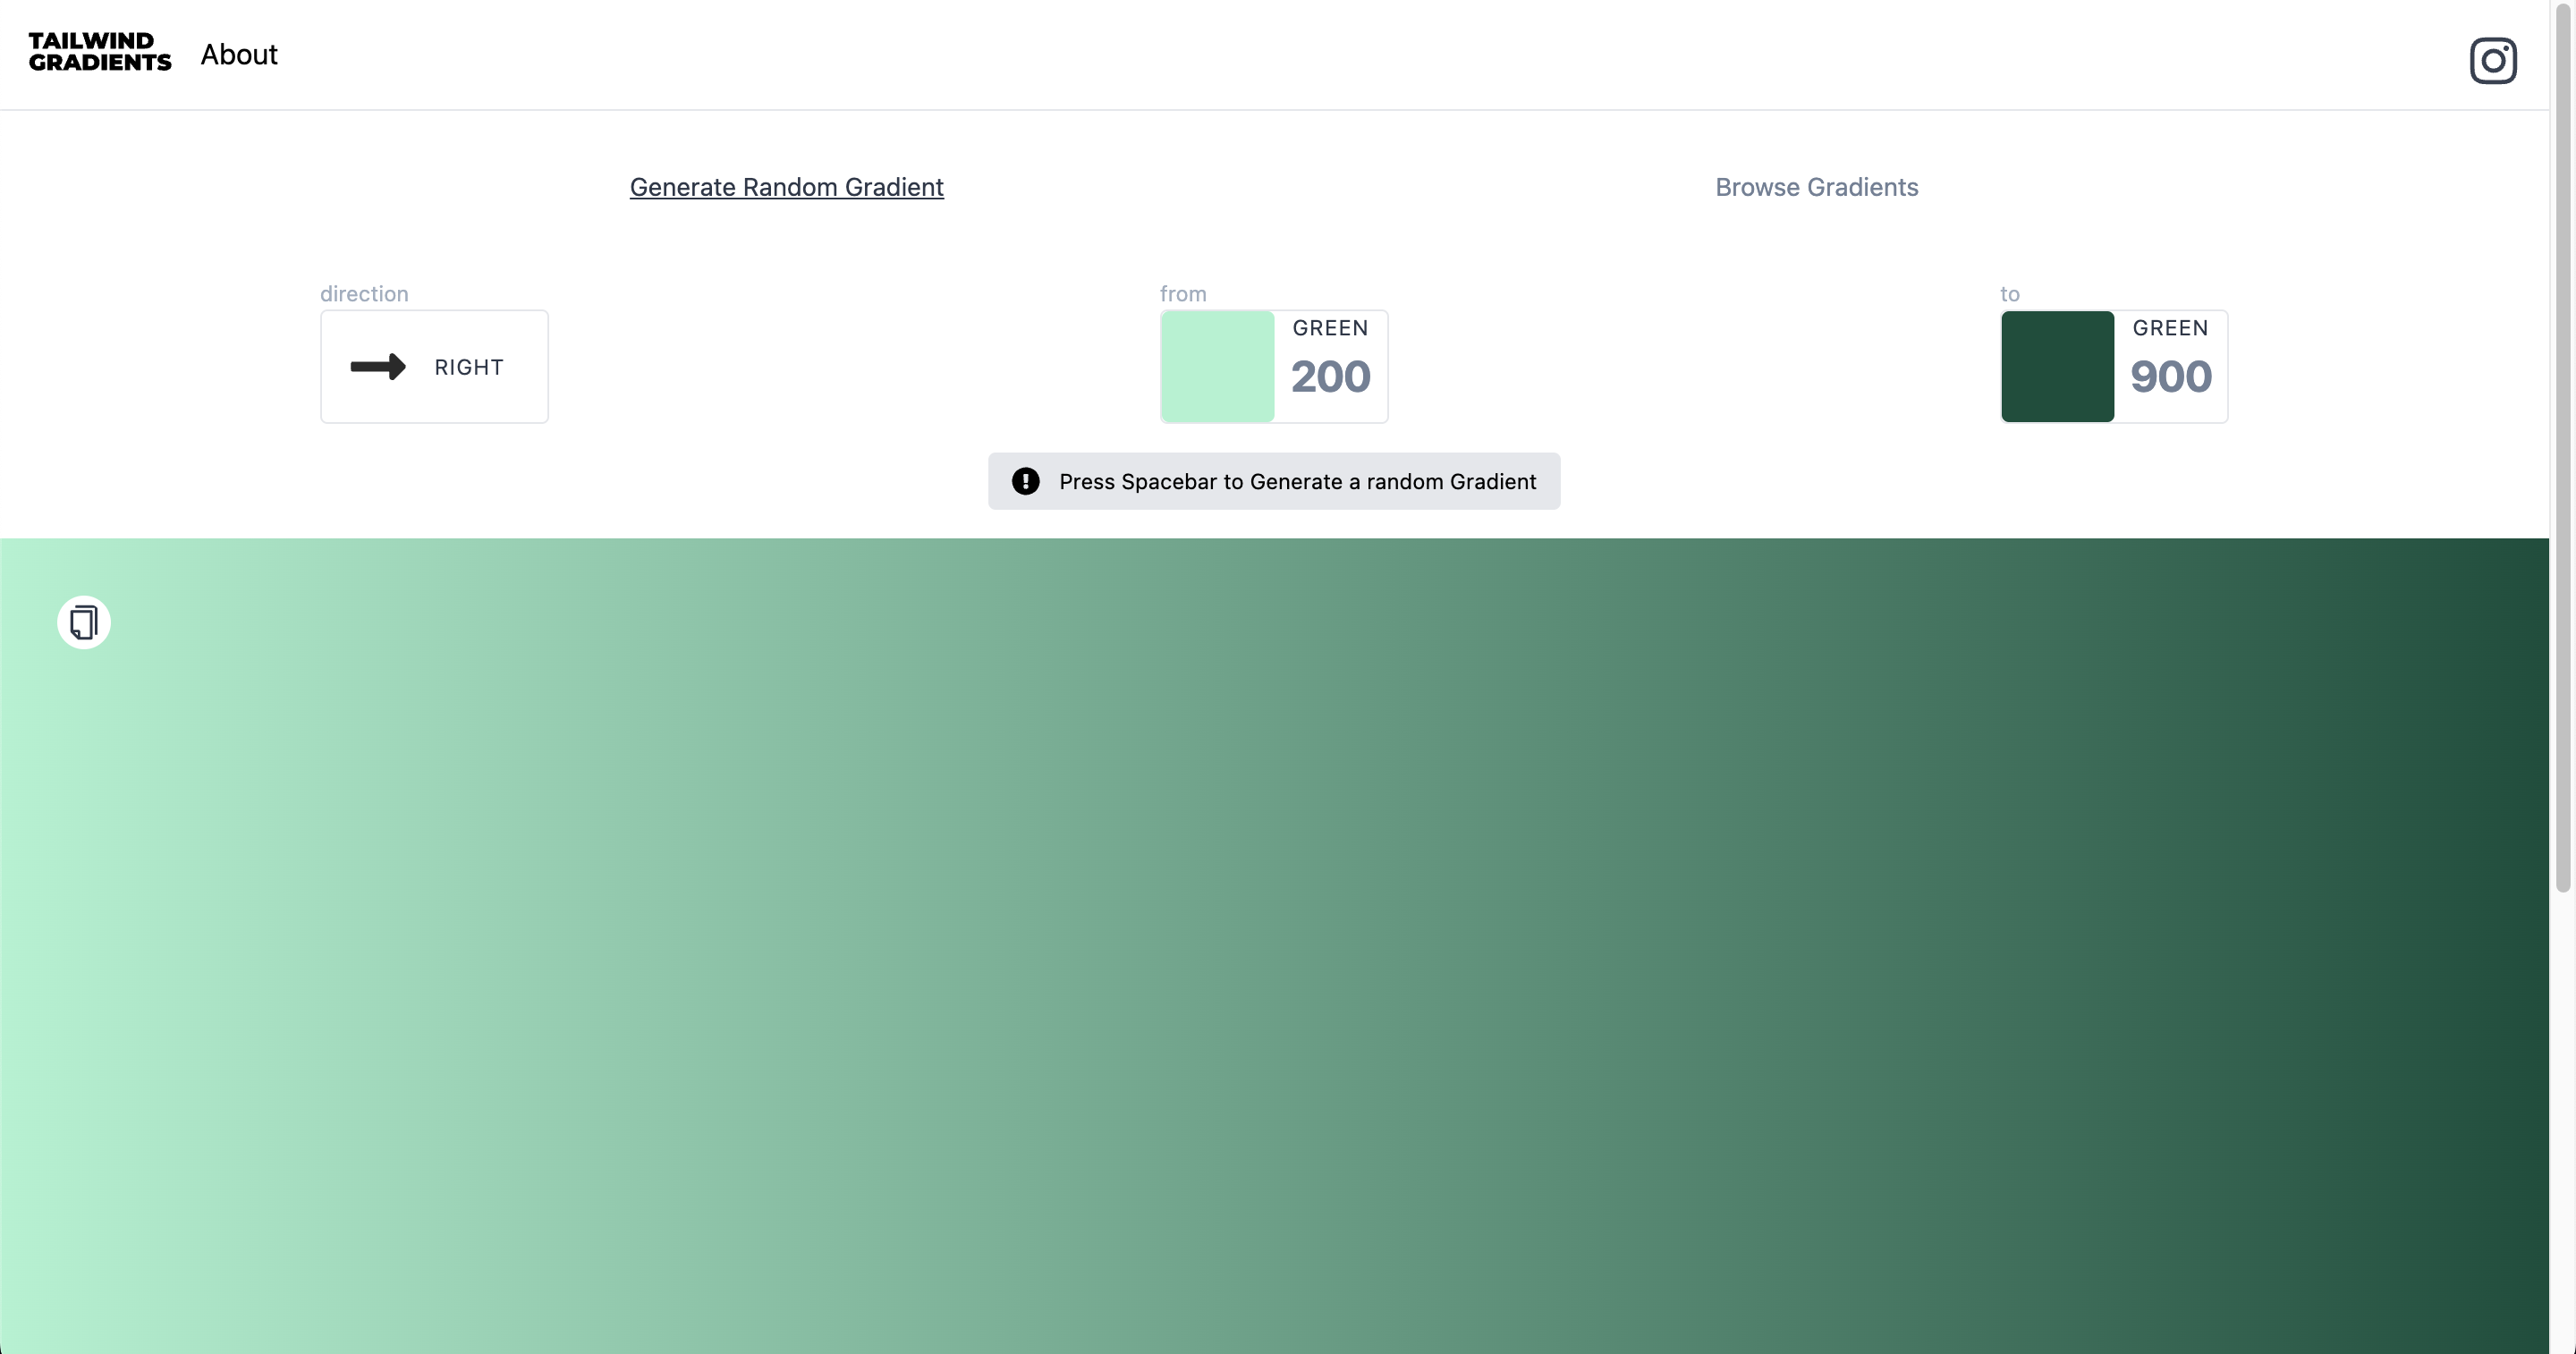 TAILWIND
GRADIENTS
About
Generate Random Gradient
Browse Gradients
direction
RIGHT
from
GREEN
200
to
GREEN
900
Press Spacebar to Generate a random Gradient